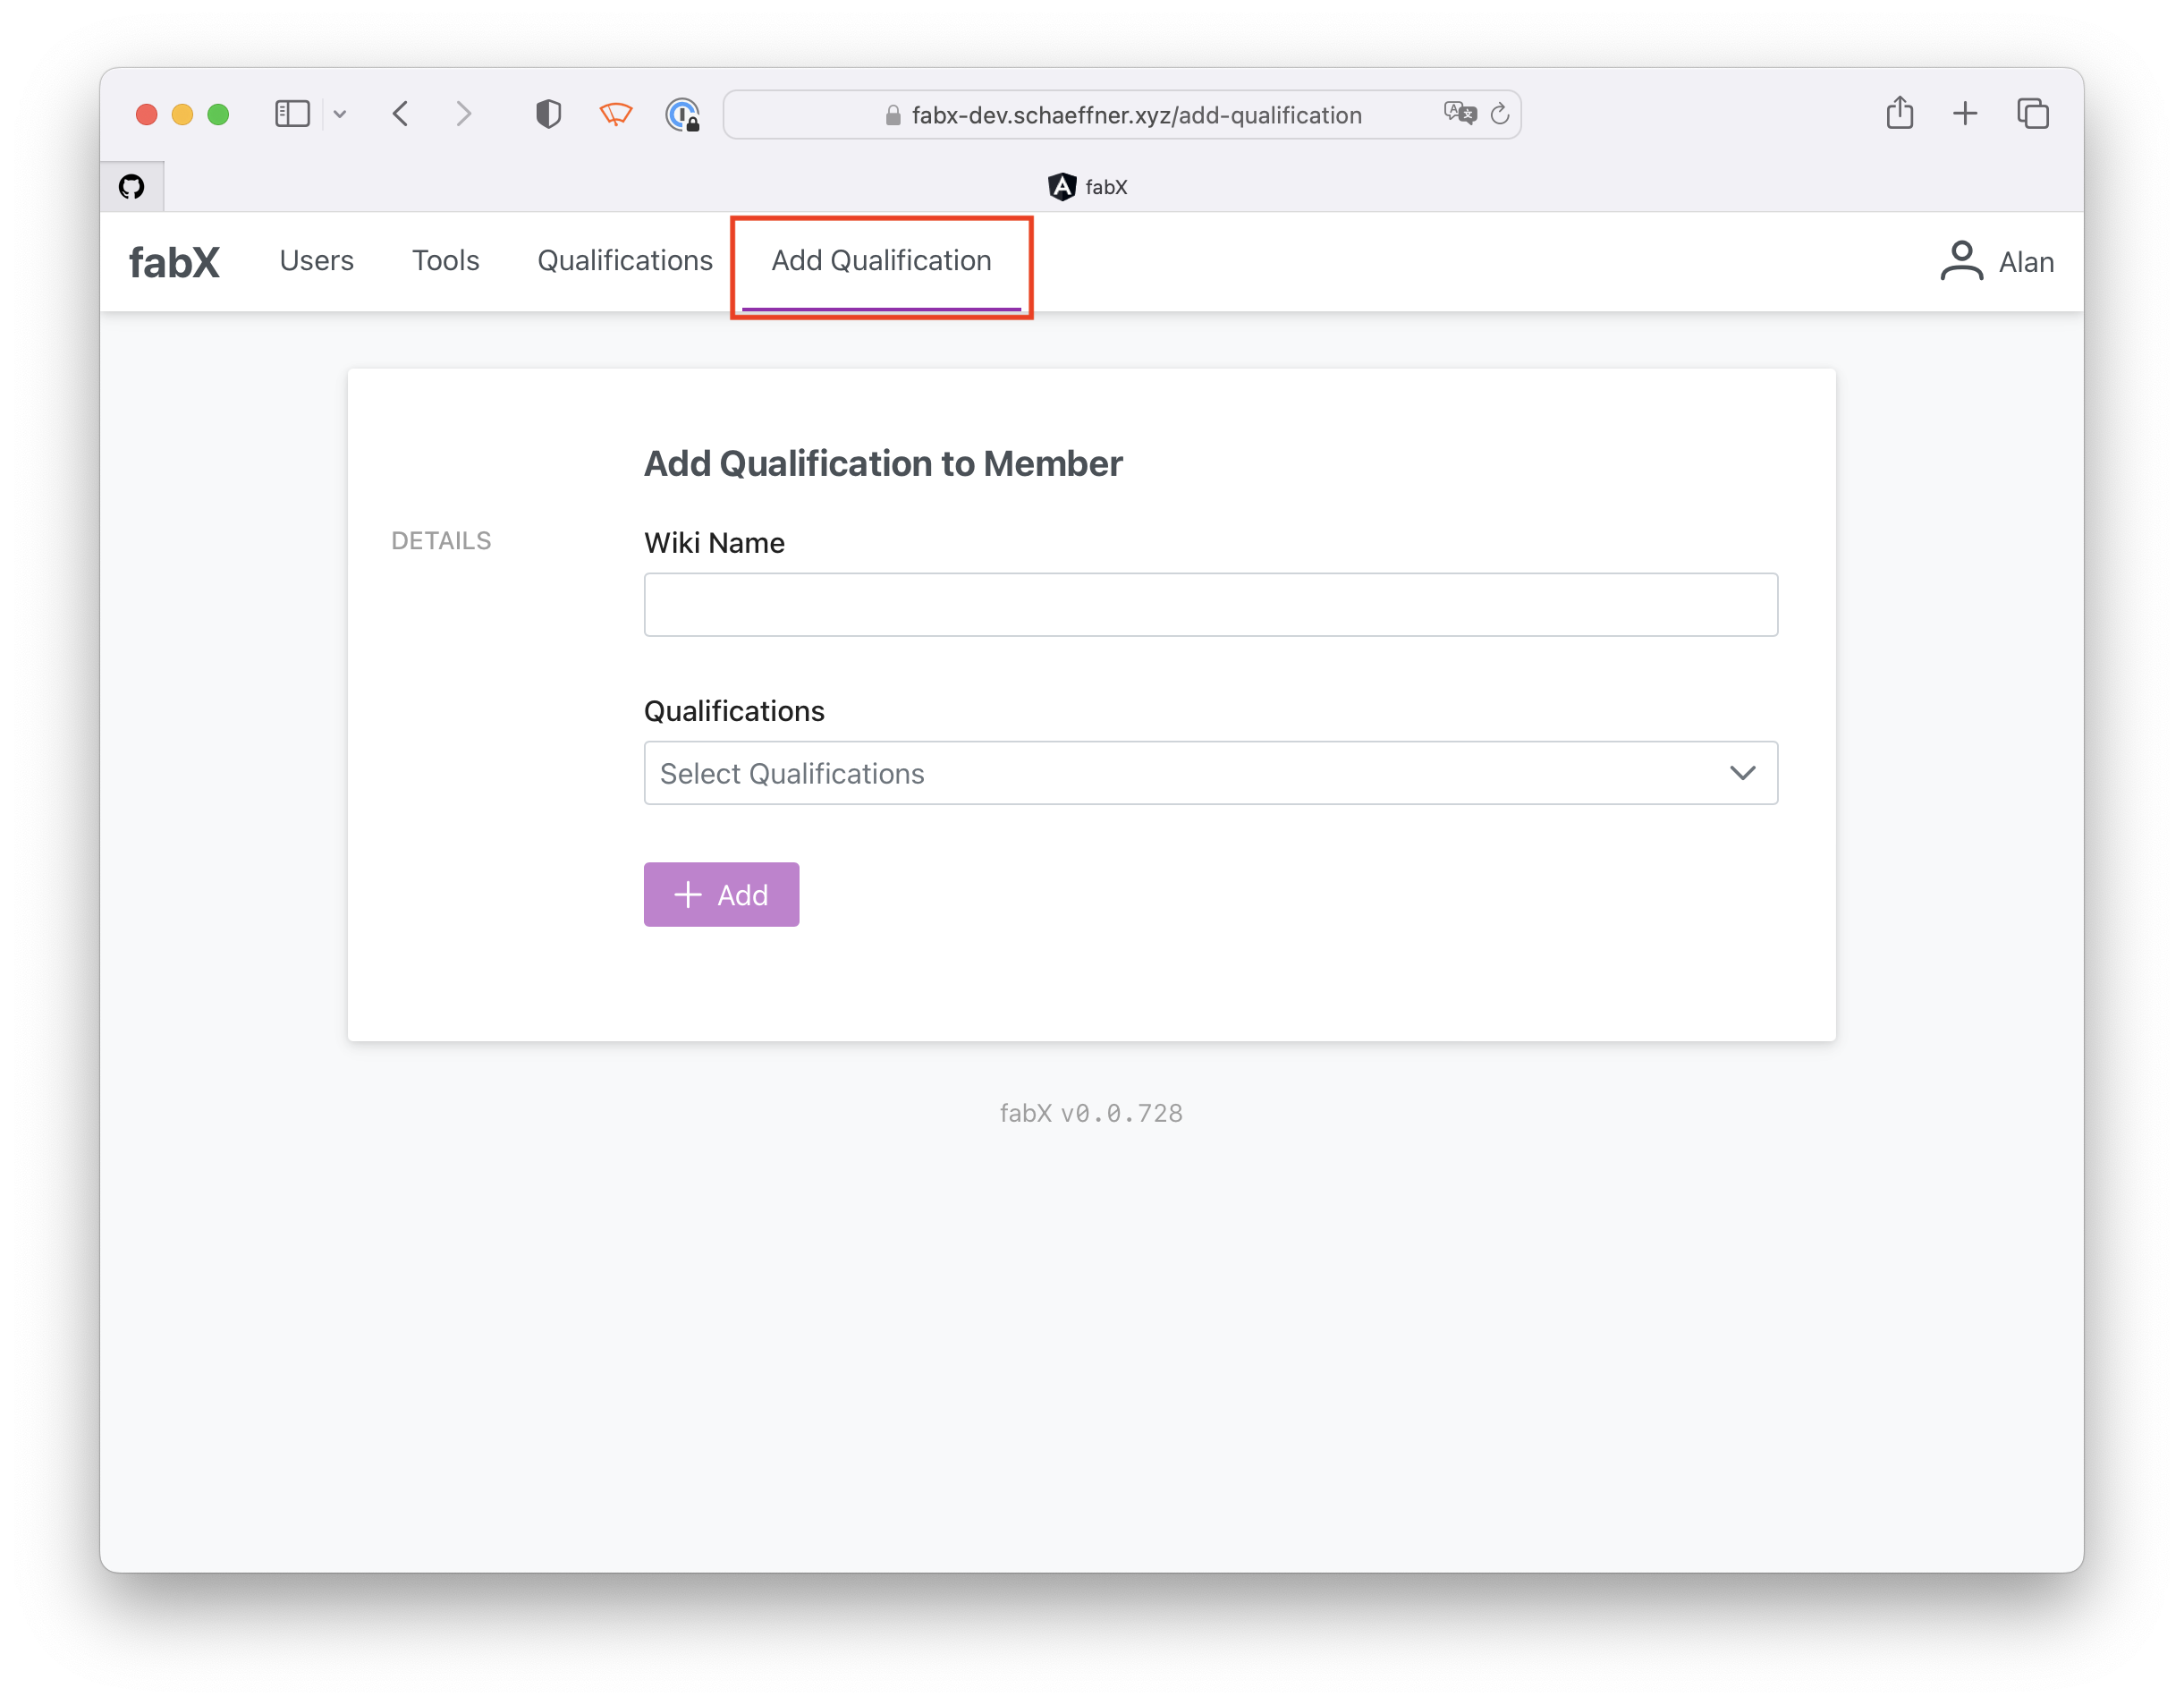 fabx-dev.schaeffner.xyz/add-qualification
fabX
fabX Users Tools Qualifications Add Qualification Alan
Add Qualification to Member
DETAILS
Wiki Name
Qualifications
Select Qualifications
Add
fabX v0.0.728